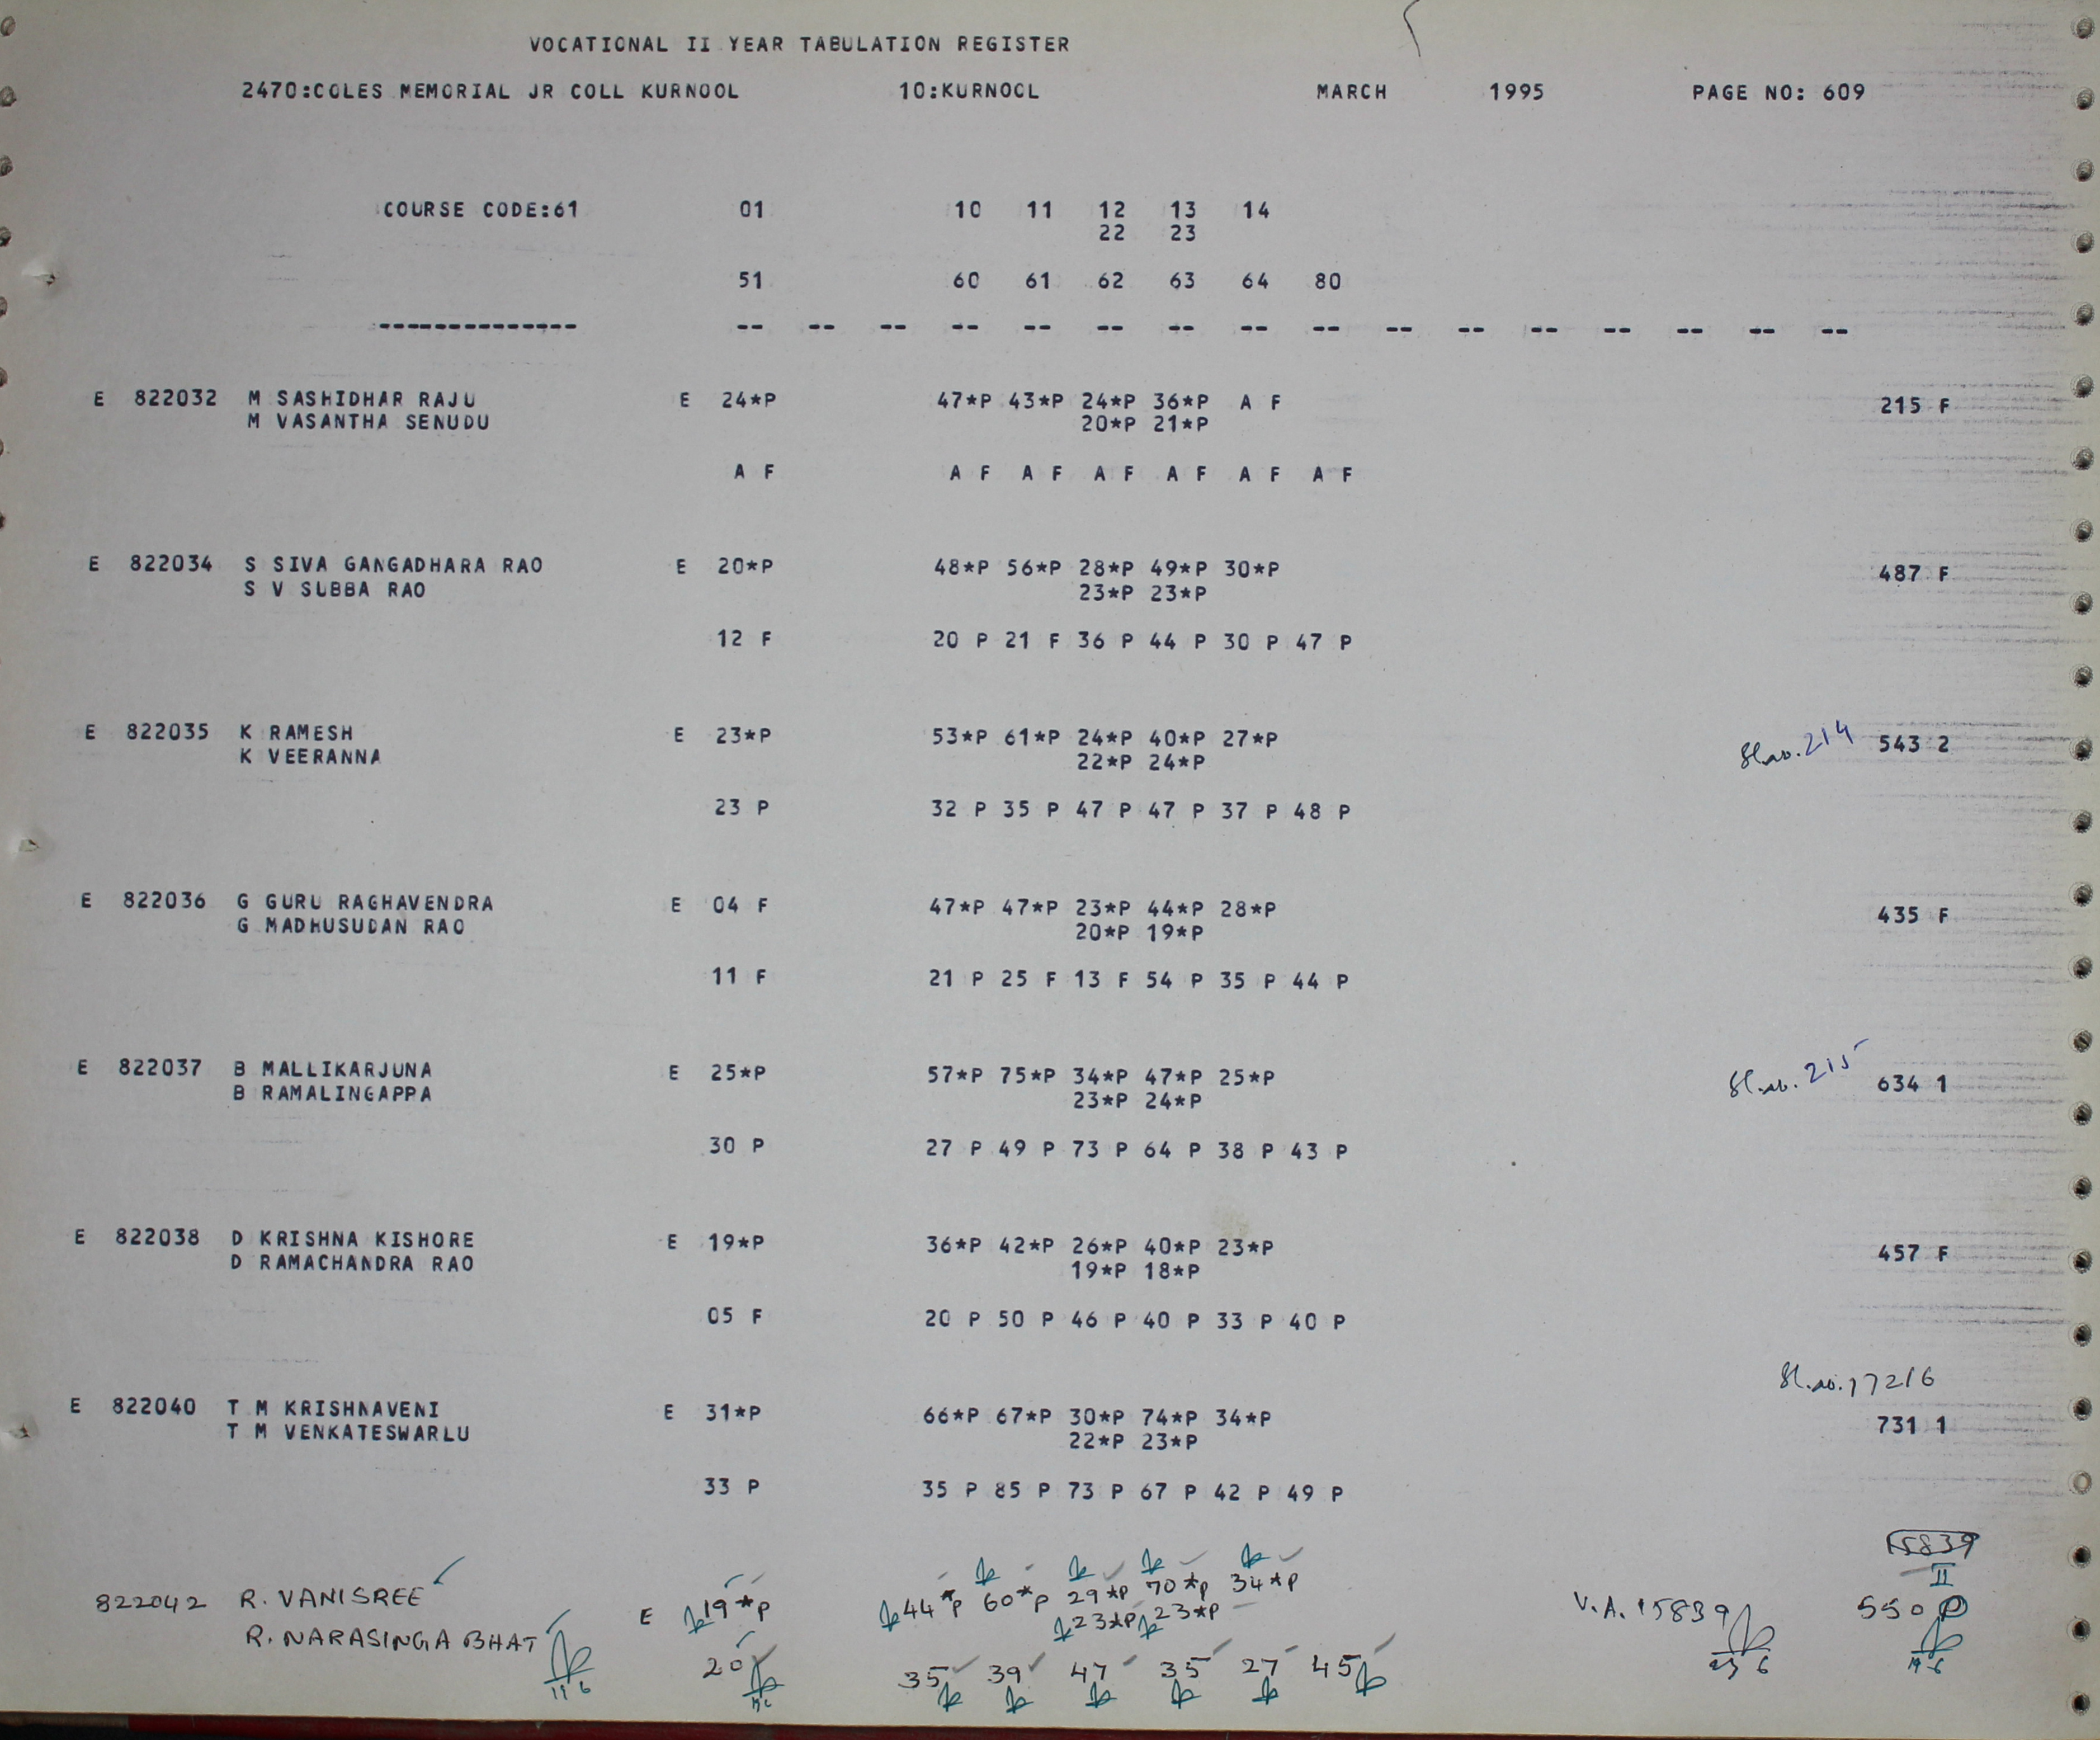 VOCATIONAL II YEAR TABULATION REGISTER
2470:COLES MEMORIAL JR COLL KURNOOL 10:KURNOOL MARCH 1995 PAGE NO: 609
COURSE CODE:61 01 10 11 12 13 14
22 23
51 60 61 62 63 64 80
-------------- -- -- -- -- -- -- -- -- -- -- -- -- -- -- -- --
E 822032 M SASHIDHAR RAJU E 24*P 47*P 43*P 24*P 36*P A F 215 F
M VASANTHA SENUDU 20*P 21*P
A F A F A F A F A F A F A F
E 822034 S SIVA GANGADHARA RAO E 20*P 48*P 56*P 28*P 49*P 30*P 487 F
S V SUBBA RAO 23*P 23*P
12 F 20 P 21 F 36 P 44 P 30 P 47 P
E 822035 K RAMESH E 23*P 53*P 61*P 24*P 40*P 27*P Sl.no. 214 543 2
K VEERANNA 22*P 24*P
23 P 32 P 35 P 47 P 47 P 37 P 48 P
E 822036 G GURU RAGHAVENDRA E 04 F 47*P 47*P 23*P 44*P 28*P 435 F
G MADHUSUDAN RAO 20*P 19*P
11 F 21 P 25 F 13 F 54 P 35 P 44 P
E 822037 B MALLIKARJUNA E 25*P 57*P 75*P 34*P 47*P 25*P Sl.no. 215 634 1
B RAMALINGAPPA 23*P 24*P
30 P 27 P 49 P 73 P 64 P 38 P 43 P
E 822038 D KRISHNA KISHORE E 19*P 36*P 42*P 26*P 40*P 23*P 457 F
D RAMACHANDRA RAO 19*P 18*P
05 F 20 P 50 P 46 P 40 P 33 P 40 P
Sl.no. 17216
E 822040 T M KRISHNAVENI E 31*P 66*P 67*P 30*P 74*P 34*P 731 1
T M VENKATESWARLU 22*P 23*P
33 P 35 P 85 P 73 P 67 P 42 P 49 P
15839
II
822042 R. VANISREE E 19*P 44*P 60*P 29*P 70*P 34*P V.A. 15839 550 P
R. NARASINGA BHAT 23*P 23*P
20 35 39 47 35 27 45